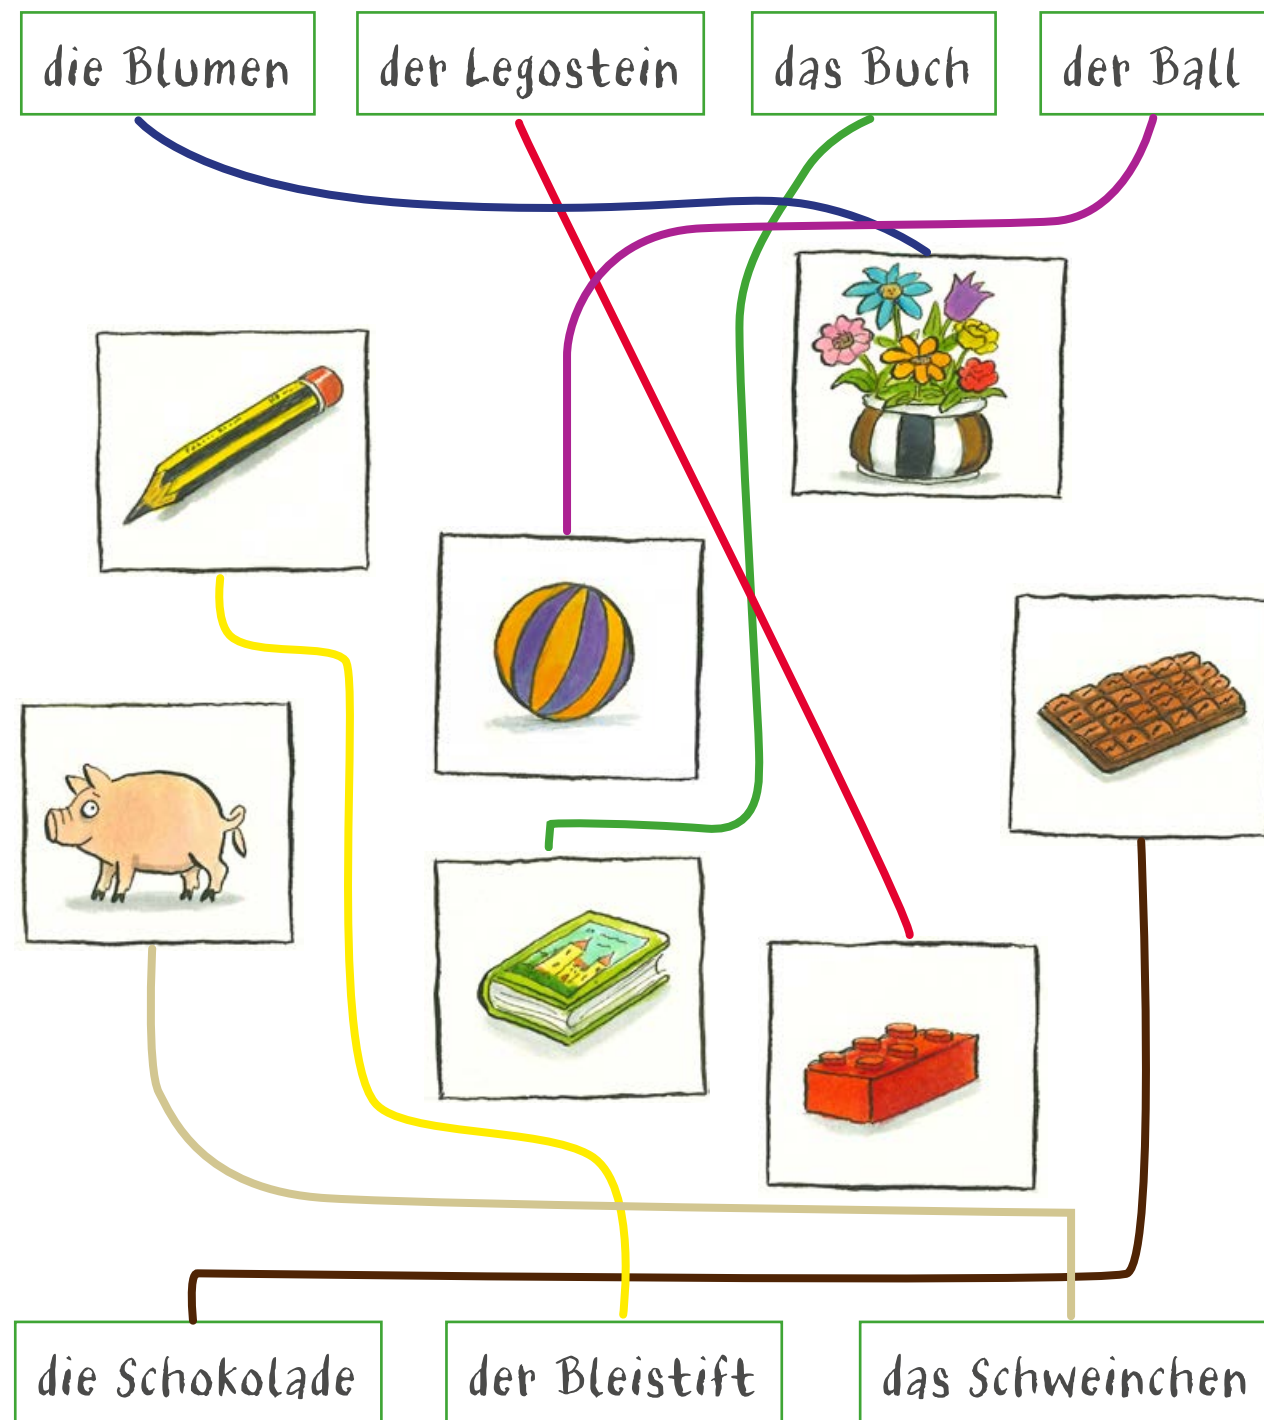 die Blumen
der Legostein
das Buch
der Ball
die Schokolade
der Bleistift
das Schweinchen